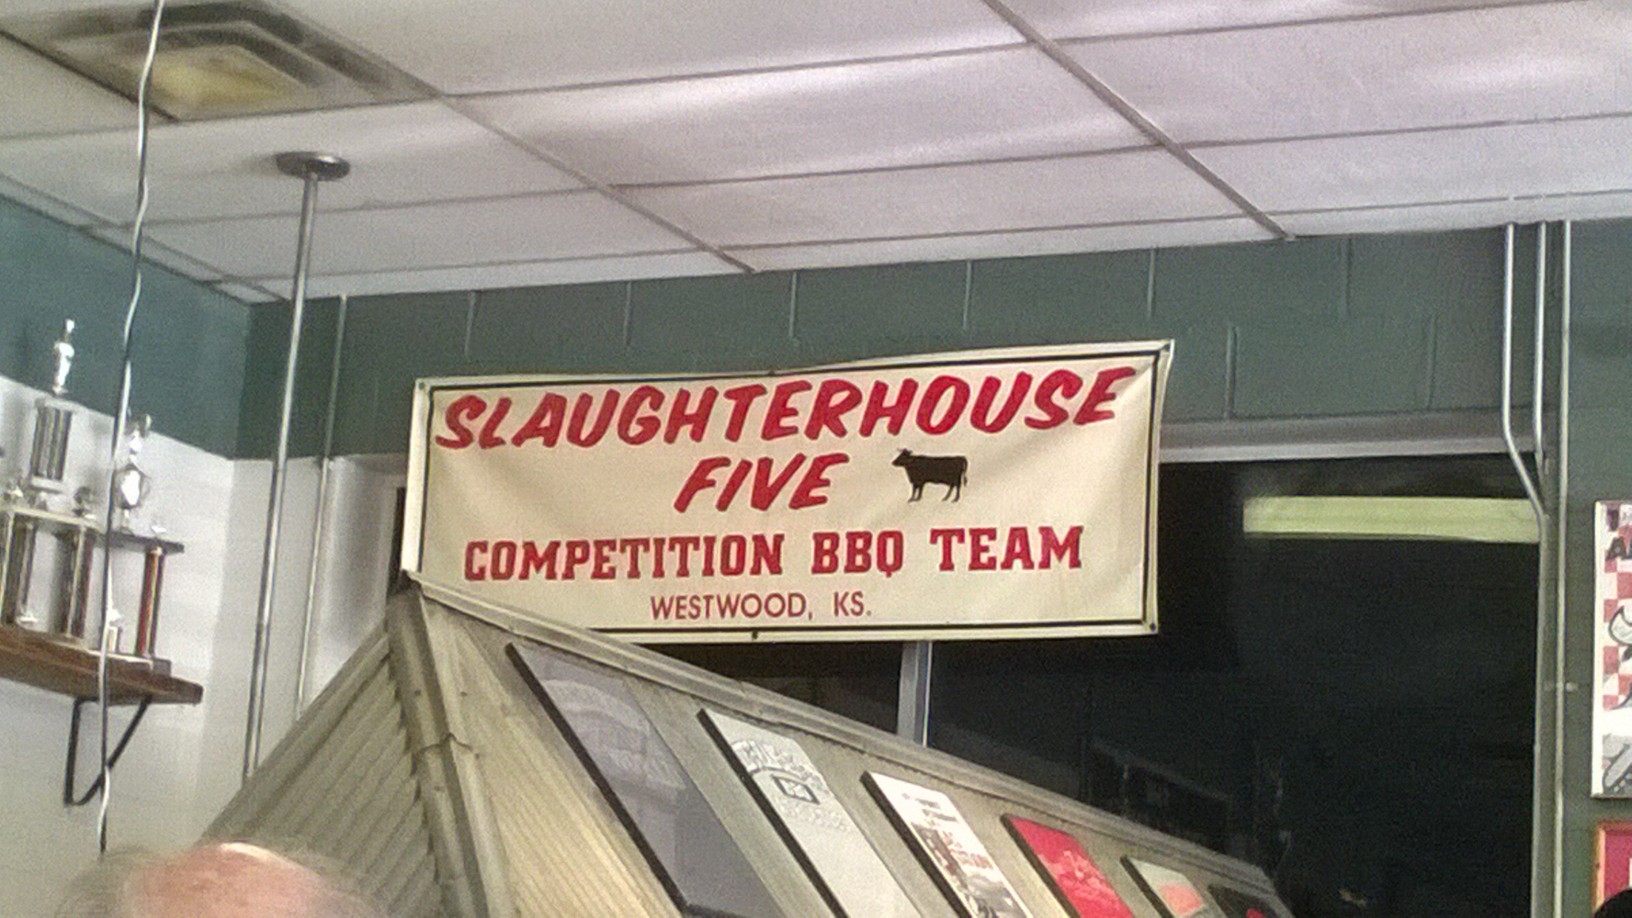 SLAUGHTERHOUSE
FIVE
COMPETITION BBQ TEAM
WESTWOOD, KS.